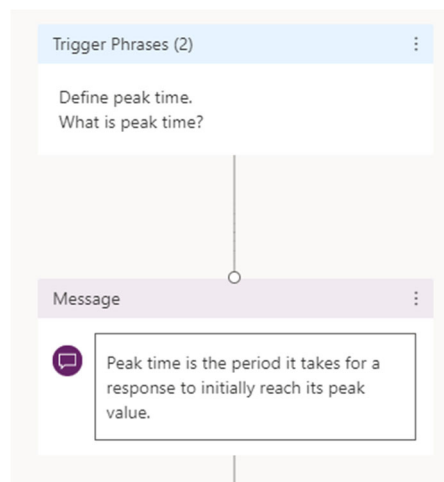 Trigger Phrases (2)
Define peak time.
What is peak time?
Message
Peak time is the period it takes for a
response to initially reach its peak
value.